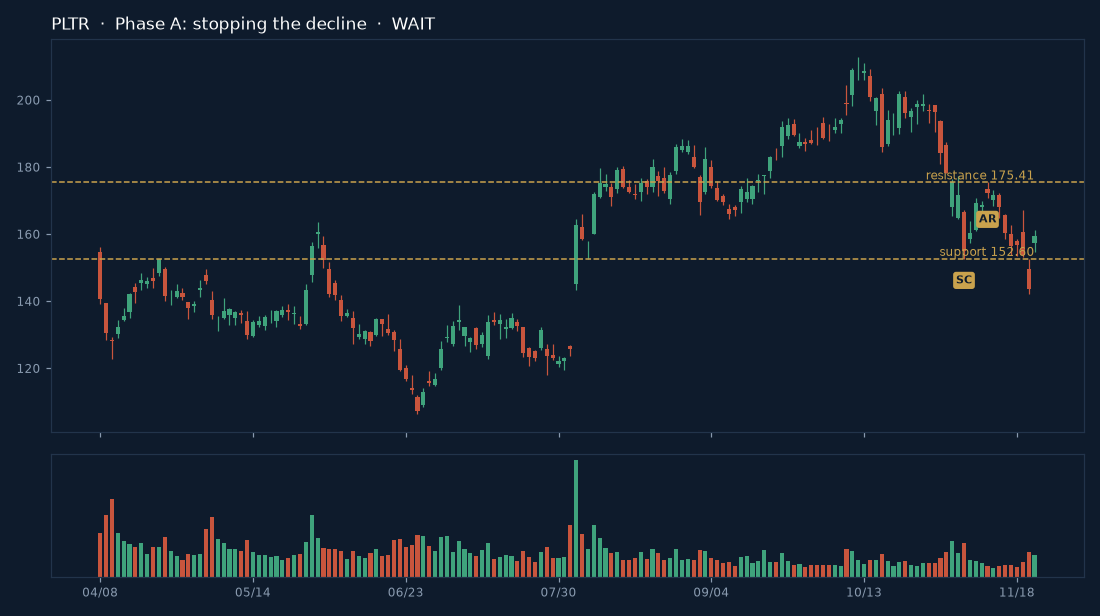 PLTR · Phase A: stopping the decline · WAIT
200
180
160
140
120
resistance 175.41
AR
support 152.60
SC
04/08 05/14 06/23 07/30 09/04 10/13 11/18